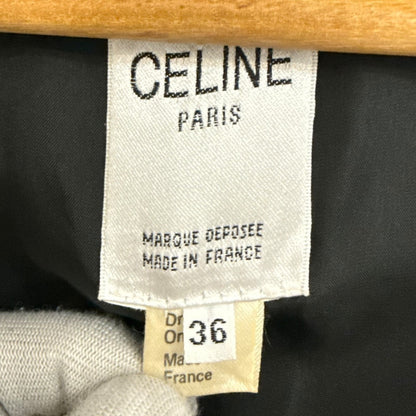 CELINE
PARIS
MARQUE DEPOSEE
MADE IN FRANCE
36
France